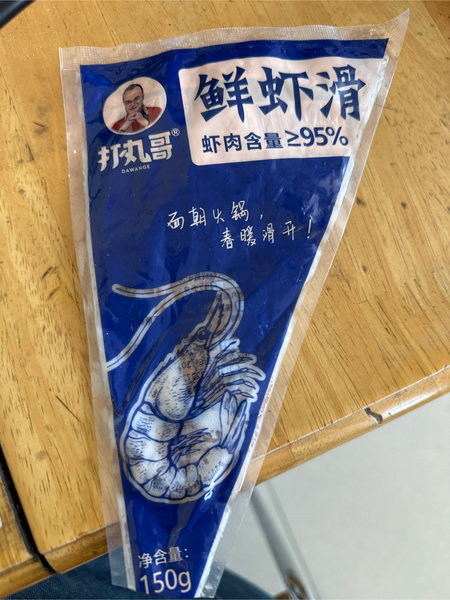 打丸哥®
DAWANGE
鲜虾滑
虾肉含量≥95%
面朝火锅，
春暖滑开！
净含量：
150g